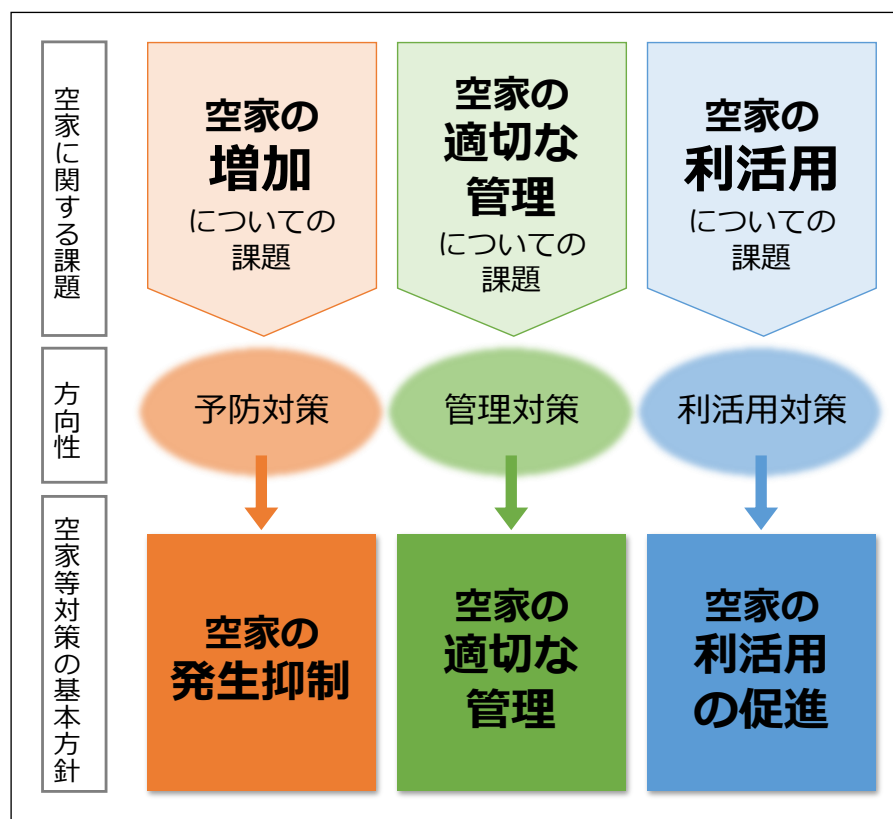 空家に関する課題
空家の
増加
についての
課題
空家の
適切な
管理
についての
課題
空家の
利活用
についての
課題
方向性
予防対策
管理対策
利活用対策
空家等対策の基本方針
空家の
発生抑制
空家の
適切な
管理
空家の
利活用
の促進